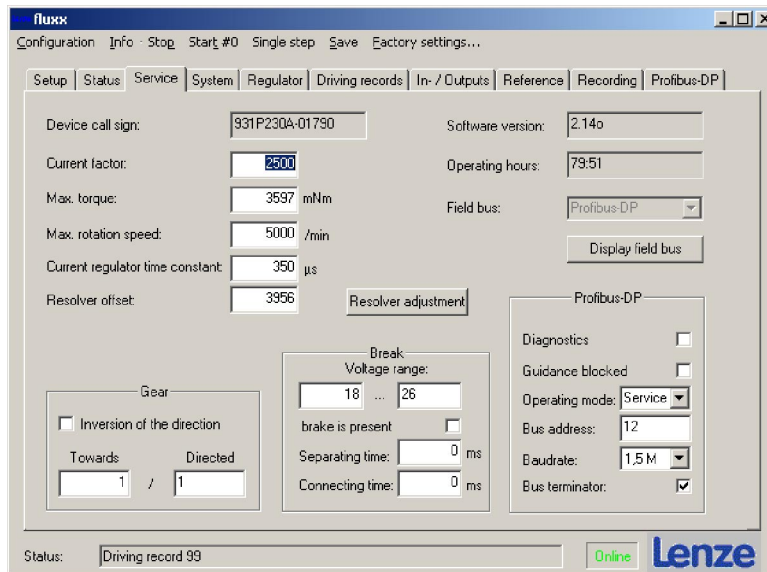 fluxx
Configuration Info - Stop Start #0 Single step Save Factory settings...
Setup Status Service System Regulator Driving records In- / Outputs Reference Recording Profibus-DP
Device call sign: 931P230A-01790
Software version: 2.14o
Current factor: 2500
Operating hours: 79:51
Max. torque: 3597 mNm
Field bus: Profibus-DP
Max. rotation speed: 5000 /min
Display field bus
Current regulator time constant: 350 µs
Resolver offset: 3956
Resolver adjustment
Gear
Inversion of the direction
Towards Directed
1 / 1
Break
Voltage range:
18 ... 26
brake is present
Separating time: 0 ms
Connecting time: 0 ms
Profibus-DP
Diagnostics
Guidance blocked
Operating mode: Service
Bus address: 12
Baudrate: 1,5 M
Bus terminator:
Status: Driving record 99
Online
Lenze